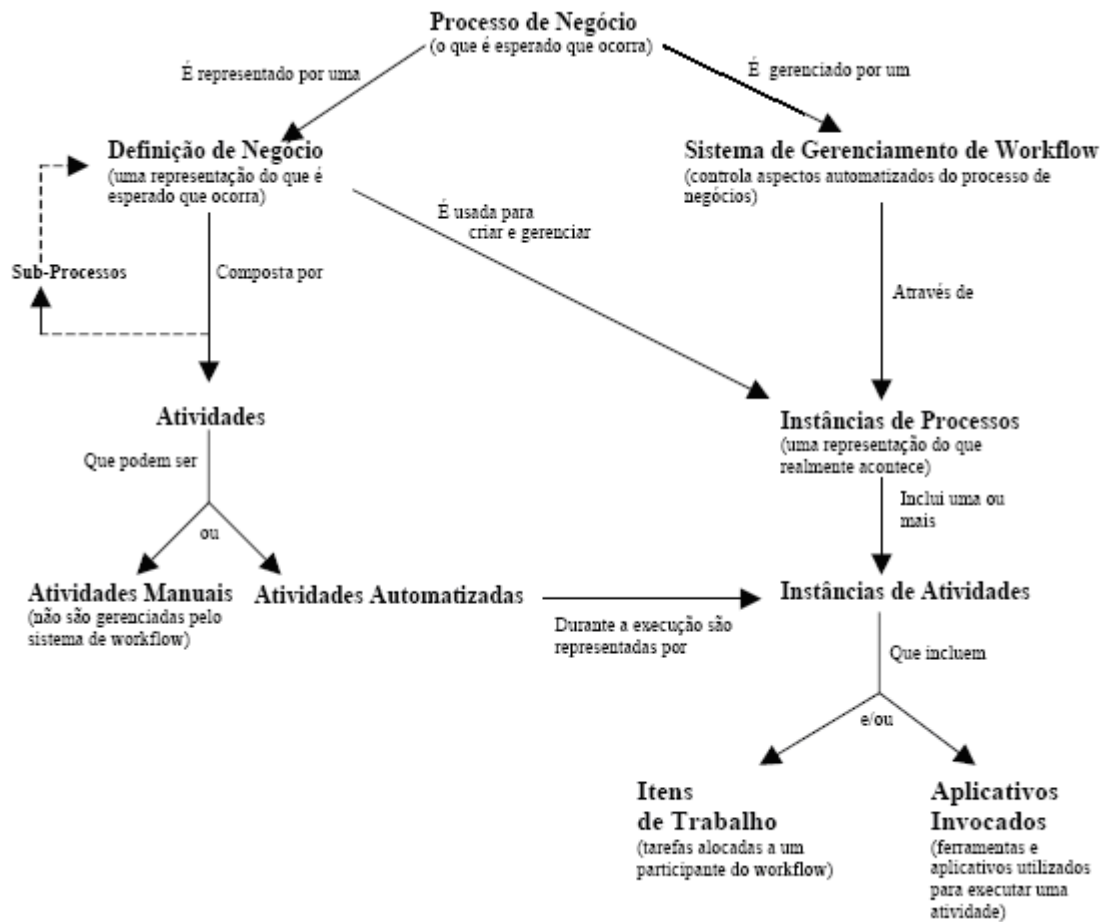 Processo de Negócio
(o que é esperado que ocorra)
É representado por uma
É gerenciado por um
Definição de Negócio
(uma representação do que é
esperado que ocorra)
Sistema de Gerenciamento de Workflow
(controla aspectos automatizados do processo de
negócios)
É usada para
criar e gerenciar
Sub-Processos
Composta por
Através de
Atividades
Instâncias de Processos
(uma representação do que
realmente acontece)
Que podem ser
Inclui uma ou
mais
ou
Atividades Manuais
(não são gerenciadas pelo
sistema de workflow)
Atividades Automatizadas
Instâncias de Atividades
Durante a execução são
representadas por
Que incluem
e/ou
Itens
de Trabalho
(tarefas alocadas a um
participante do workflow)
Aplicativos
Invocados
(ferramentas e
aplicativos utilizados
para executar uma
atividade)